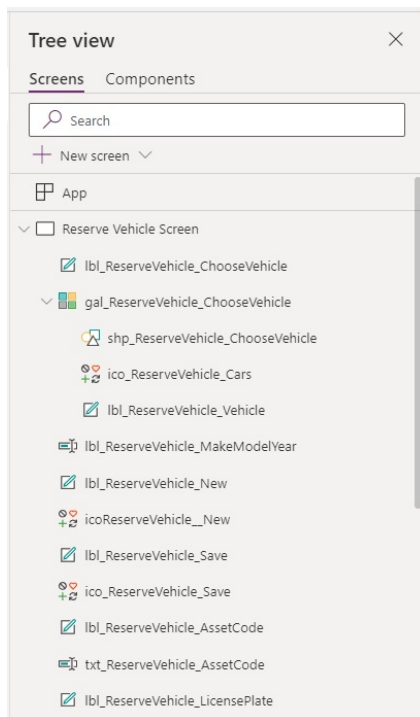 Tree view
Screens Components
Search
New screen
App
Reserve Vehicle Screen
lbl_ReserveVehicle_ChooseVehicle
gal_ReserveVehicle_ChooseVehicle
shp_ReserveVehicle_ChooseVehicle
ico_ReserveVehicle_Cars
lbl_ReserveVehicle_Vehicle
lbl_ReserveVehicle_MakeModelYear
lbl_ReserveVehicle_New
icoReserveVehicle__New
lbl_ReserveVehicle_Save
ico_ReserveVehicle_Save
lbl_ReserveVehicle_AssetCode
txt_ReserveVehicle_AssetCode
lbl_ReserveVehicle_LicensePlate